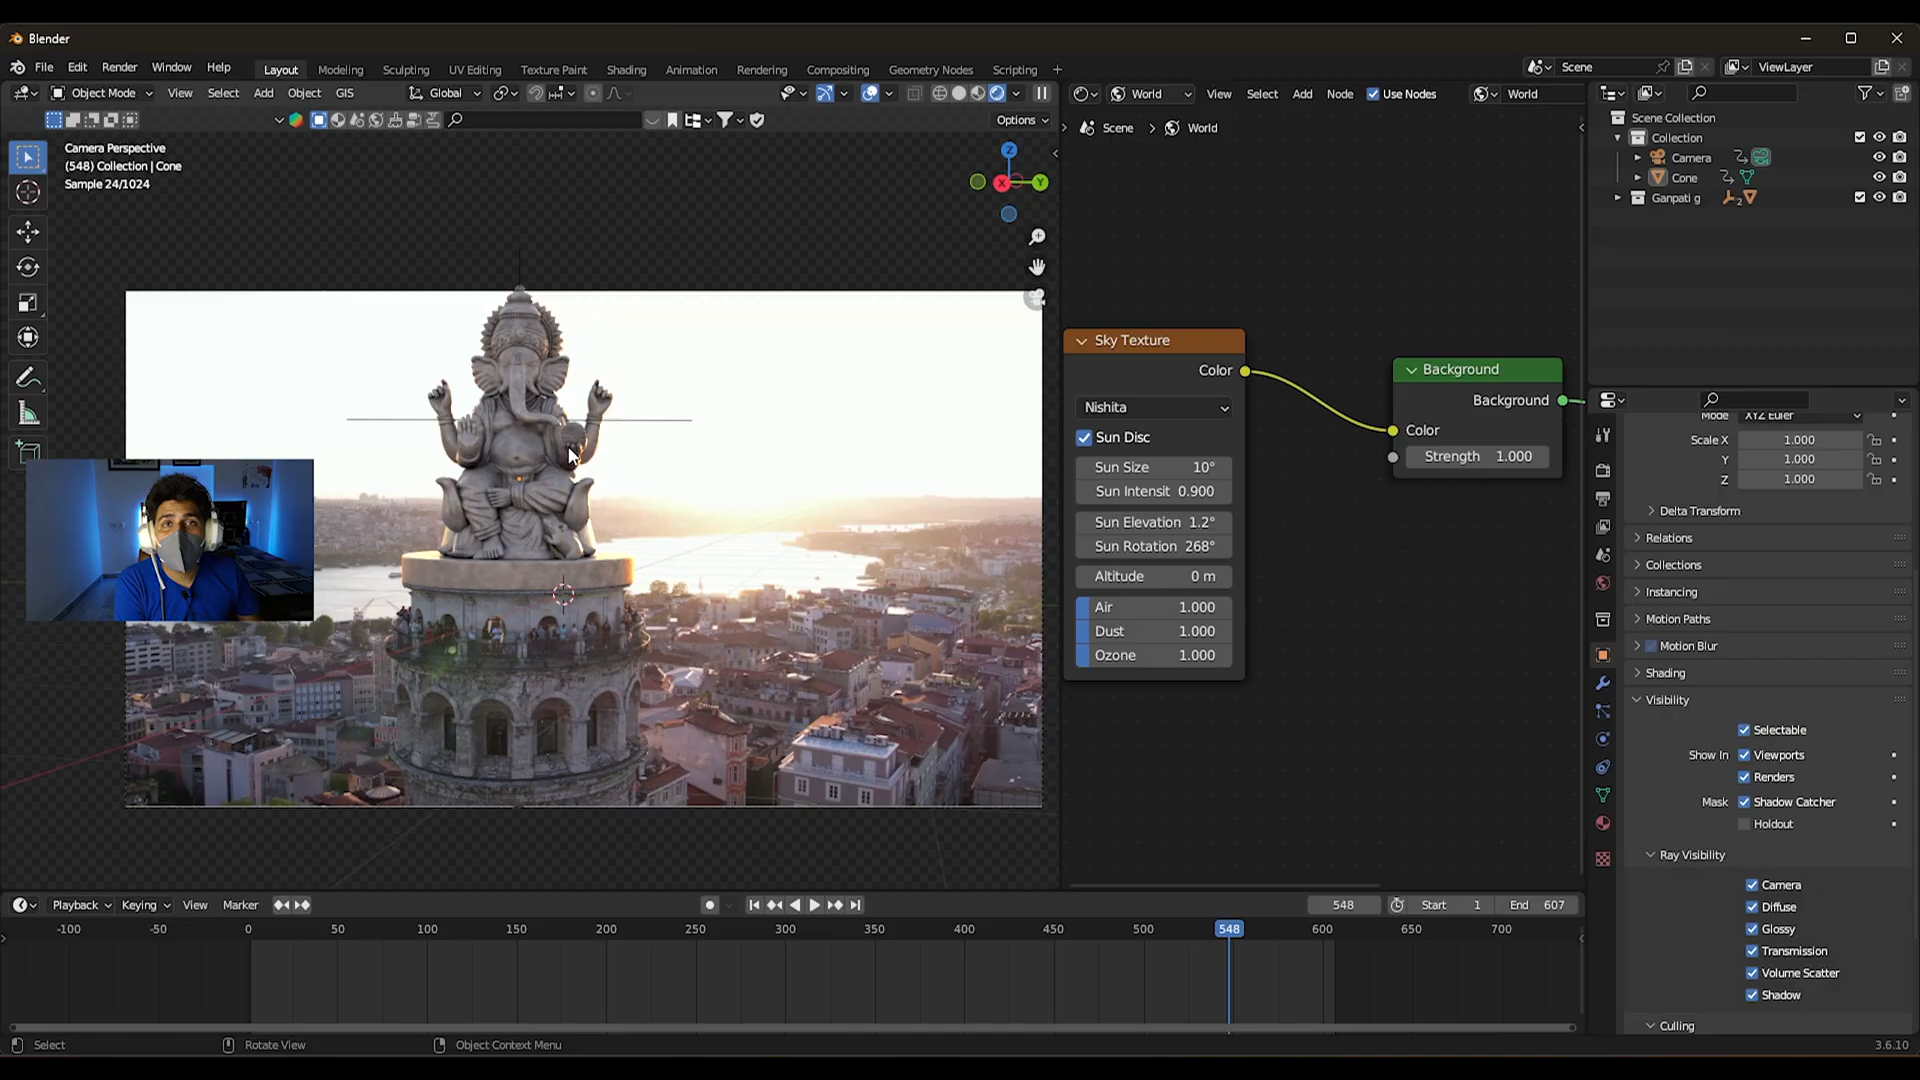 Blender
File Edit Render Window Help
Layout Modeling Sculpting UV Editing Texture Paint Shading Animation Rendering Compositing Geometry Nodes Scripting +
Scene
ViewLayer
Object Mode View Select Add Object GIS
Global
World View Select Add Node Use Nodes World
Options
Camera Perspective
(548) Collection | Cone
Sample 24/1024
Z
X
Y
Scene > World
Sky Texture
Color
Nishita
Sun Disc
Sun Size 10°
Sun Intensit 0.900
Sun Elevation 1.2°
Sun Rotation 268°
Altitude 0 m
Air 1.000
Dust 1.000
Ozone 1.000
Background
Background
Color
Strength 1.000
Scene Collection
Collection
Camera
Cone
Ganpati g
2
Mode XYZ Euler
Scale X 1.000
Y 1.000
Z 1.000
Delta Transform
Relations
Collections
Instancing
Motion Paths
Motion Blur
Shading
Visibility
Selectable
Show In Viewports
Renders
Mask Shadow Catcher
Holdout
Ray Visibility
Camera
Diffuse
Glossy
Transmission
Volume Scatter
Shadow
Culling
Playback Keying View Marker
548 Start 1 End 607
-100 -50 0 50 100 150 200 250 300 350 400 450 500 548 600 650 700
Select Rotate View Object Context Menu
3.6.10